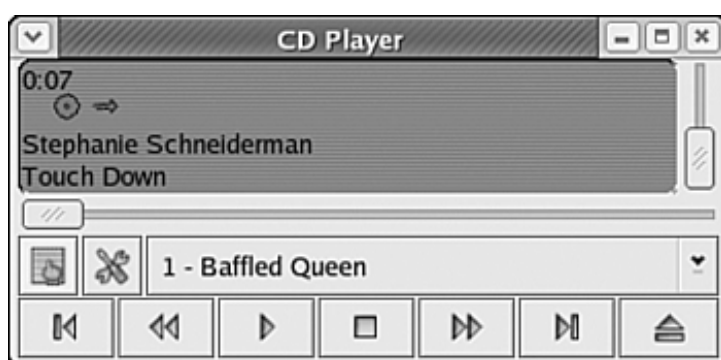 CD Player
0:07
Stephanie Schneiderman
Touch Down
1 - Baffled Queen